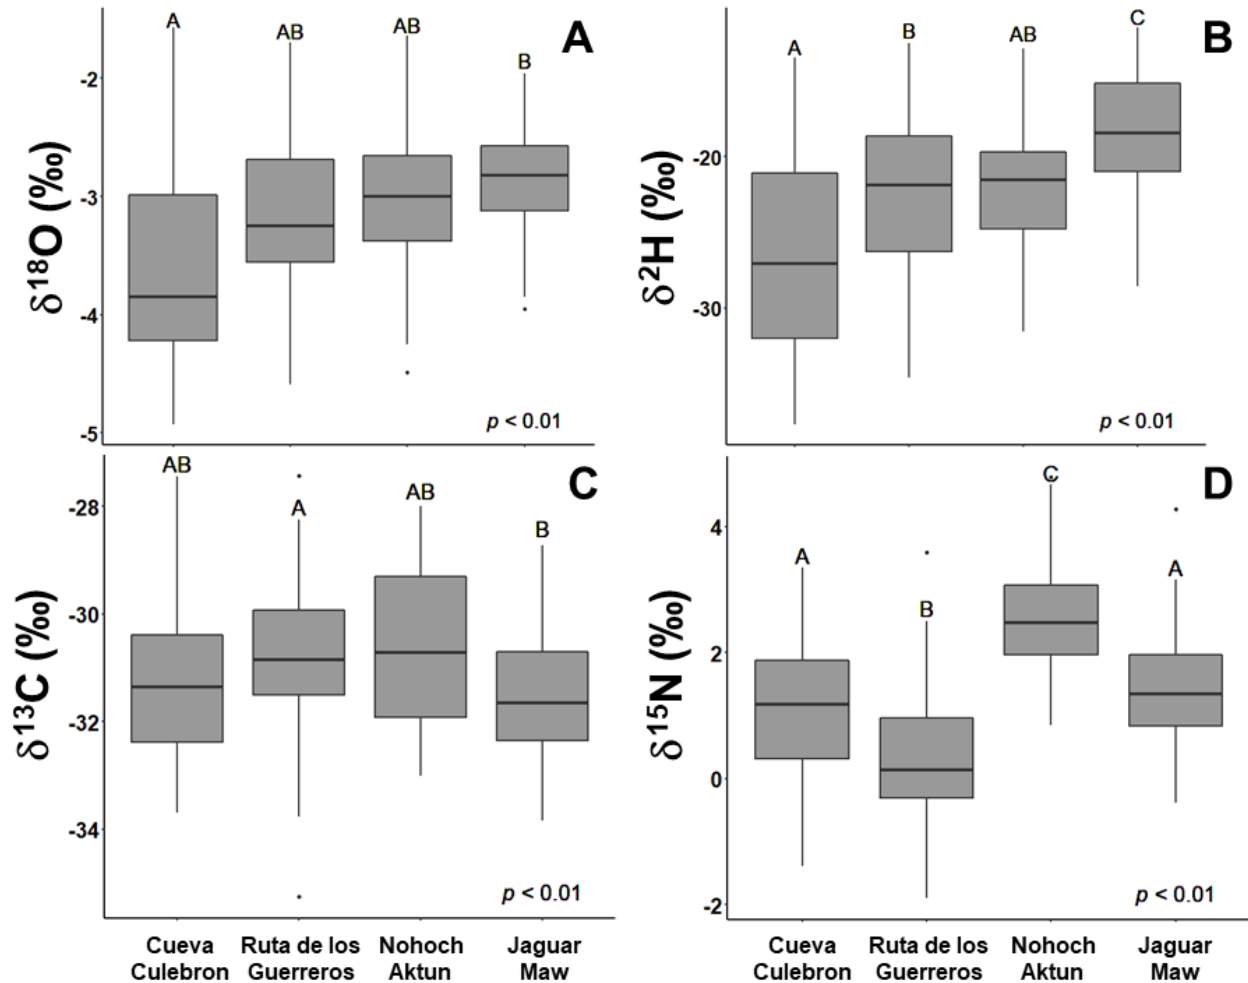 A
AB
AB
B
A
-2
-3
-4
-5
δ18O (‰)
p < 0.01
A
B
AB
C
B
-20
-30
δ2H (‰)
p < 0.01
AB
A
AB
B
C
-28
-30
-32
-34
δ13C (‰)
p < 0.01
Cueva
Culebron
Ruta de los
Guerreros
Nohoch
Aktun
Jaguar
Maw
A
B
C
A
D
4
2
0
-2
δ15N (‰)
p < 0.01
Cueva
Culebron
Ruta de los
Guerreros
Nohoch
Aktun
Jaguar
Maw